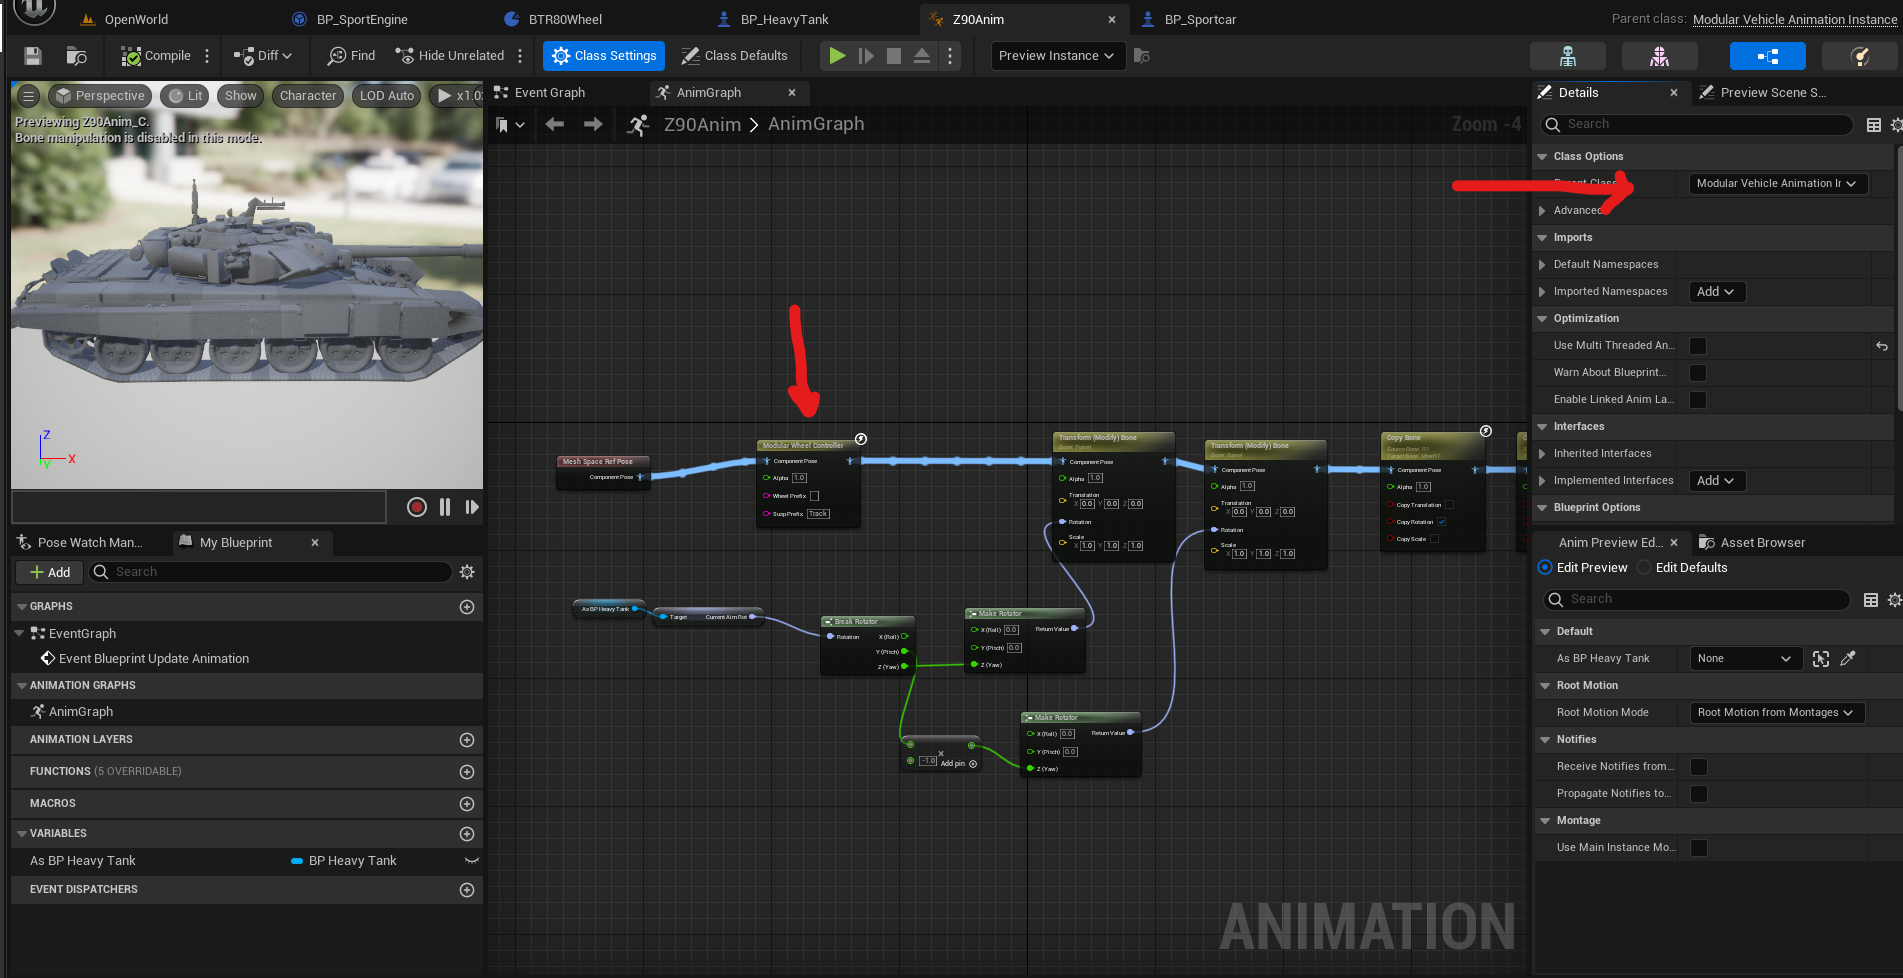 OpenWorld
BP_SportEngine
BTR80Wheel
BP_HeavyTank
Z90Anim
BP_Sportcar
Parent class: Modular Vehicle Animation Instance
Compile
Diff
Find
Hide Unrelated
Class Settings
Class Defaults
Preview Instance
Perspective
Lit
Show
Character
LOD Auto
x1.0
Previewing Z90Anim_C.
Bone manipulation is disabled in this mode.
Z
X
Y
Event Graph
AnimGraph
Z90Anim > AnimGraph
Zoom -4
Mesh Space Ref Pose
Component Pose
Modular Wheel Controller
Component Pose
Alpha 1.0
Wheel Prefix
Susp Prefix Track
Transform (Modify) Bone
Bone: Turret
Component Pose
Alpha 1.0
Translation
X 0.0 Y 0.0 Z 0.0
Rotation
Scale
X 1.0 Y 1.0 Z 1.0
Transform (Modify) Bone
Component Pose
Alpha 1.0
Translation
X 0.0 Y 0.0 Z 0.0
Rotation
Scale
X 1.0 Y 1.0 Z 1.0
Copy Bone
Component Pose
Alpha 1.0
Copy Translation
Copy Rotation
Copy Scale
As BP Heavy Tank
Target
Current Aim Rot
Break Rotator
Rotation
X (Roll)
Y (Pitch)
Z (Yaw)
Make Rotator
X (Roll) 0.0
Return Value
Y (Pitch) 0.0
Z (Yaw)
Make Rotator
X (Roll) 0.0
Return Value
Y (Pitch) 0.0
Z (Yaw)
-1.0
Add pin
ANIMATION
Pose Watch Man...
My Blueprint
Add
Search
GRAPHS
EventGraph
Event Blueprint Update Animation
ANIMATION GRAPHS
AnimGraph
ANIMATION LAYERS
FUNCTIONS (5 OVERRIDABLE)
MACROS
VARIABLES
As BP Heavy Tank
BP Heavy Tank
EVENT DISPATCHERS
Details
Preview Scene S...
Search
Class Options
Parent Class
Modular Vehicle Animation Ir
Advanced
Imports
Default Namespaces
Imported Namespaces
Add
Optimization
Use Multi Threaded An...
Warn About Blueprint...
Enable Linked Anim La...
Interfaces
Inherited Interfaces
Implemented Interfaces
Add
Blueprint Options
Anim Preview Ed...
Asset Browser
Edit Preview
Edit Defaults
Search
Default
As BP Heavy Tank
None
Root Motion
Root Motion Mode
Root Motion from Montages
Notifies
Receive Notifies from...
Propagate Notifies to...
Montage
Use Main Instance Mo...